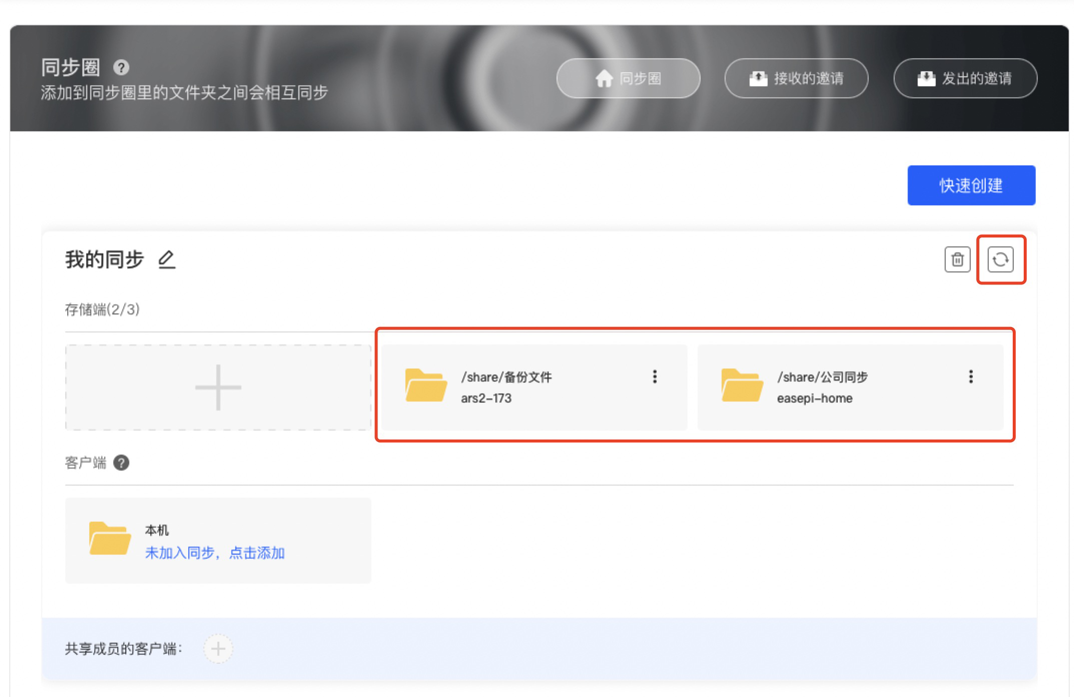 同步圈 ?
添加到同步圈里的文件夹之间会相互同步
同步圈
接收的邀请
发出的邀请
快速创建
我的同步
存储端(2/3)
/share/备份文件
ars2-173
/share/公司同步
easepi-home
客户端 ?
本机
未加入同步，点击添加
共享成员的客户端：